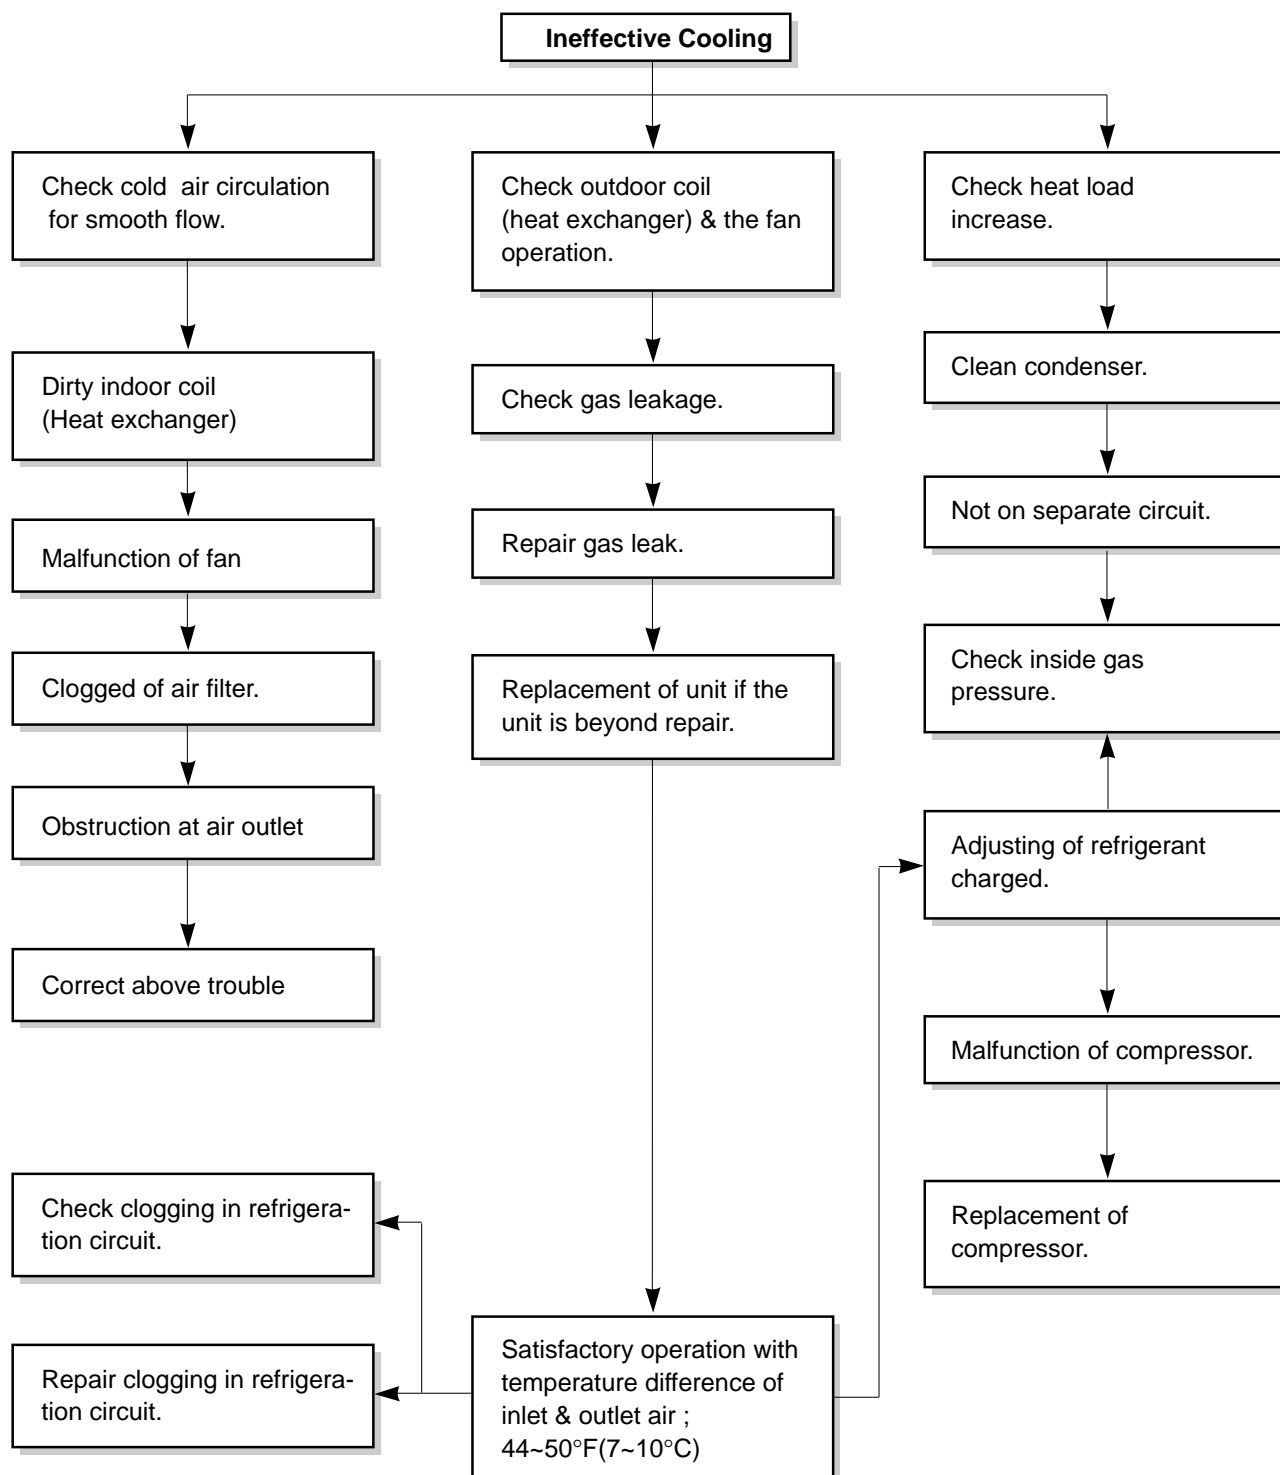 Ineffective Cooling
Check cold air circulation
for smooth flow.
Dirty indoor coil
(Heat exchanger)
Malfunction of fan
Clogged of air filter.
Obstruction at air outlet
Correct above trouble
Check clogging in refrigera-
tion circuit.
Repair clogging in refrigera-
tion circuit.
Check outdoor coil
(heat exchanger) & the fan
operation.
Check gas leakage.
Repair gas leak.
Replacement of unit if the
unit is beyond repair.
Satisfactory operation with
temperature difference of
inlet & outlet air ;
44~50°F(7~10°C)
Check heat load
increase.
Clean condenser.
Not on separate circuit.
Check inside gas
pressure.
Adjusting of refrigerant
charged.
Malfunction of compressor.
Replacement of
compressor.